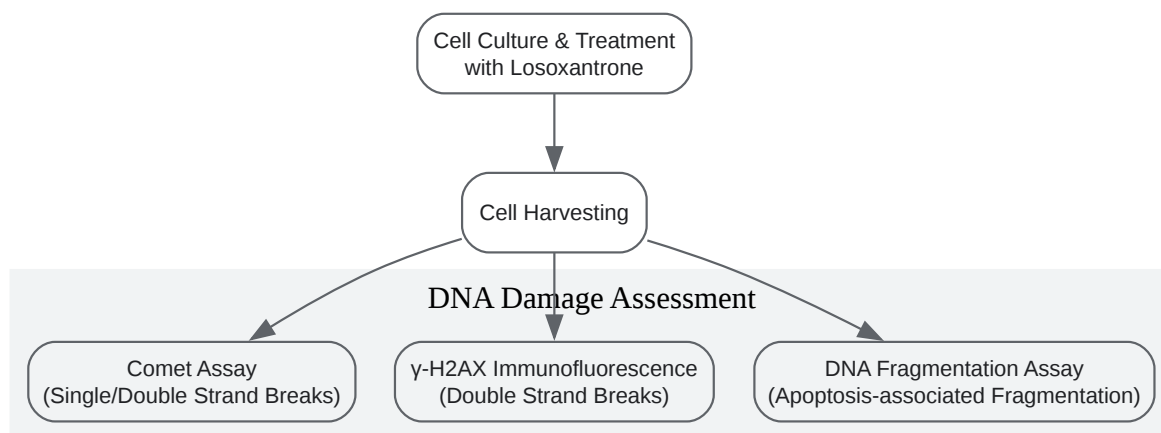 Cell Culture & Treatment
with Losoxantrone
Cell Harvesting
DNA Damage Assessment
Comet Assay
(Single/Double Strand Breaks)
γ-H2AX Immunofluorescence
(Double Strand Breaks)
DNA Fragmentation Assay
(Apoptosis-associated Fragmentation)